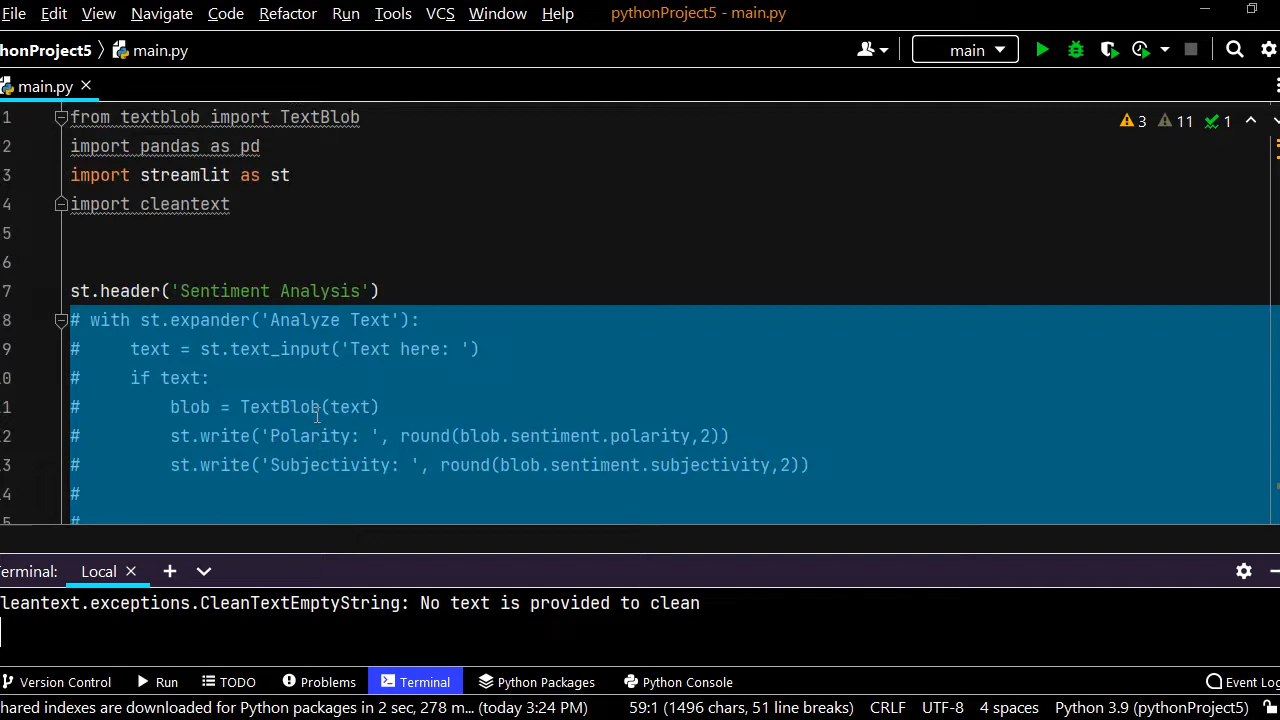 File Edit View Navigate Code Refactor Run Tools VCS Window Help pythonProject5 - main.py
honProject5 main.py main
main.py
1 from textblob import TextBlob
3 11 1
2 import pandas as pd
3 import streamlit as st
4 import cleantext
5
6
7 st.header('Sentiment Analysis')
8 # with st.expander('Analyze Text'):
9 #     text = st.text_input('Text here: ')
0 #     if text:
1 #         blob = TextBlob(text)
2 #         st.write('Polarity: ', round(blob.sentiment.polarity,2))
3 #         st.write('Subjectivity: ', round(blob.sentiment.subjectivity,2))
4 #
5 #
erminal: Local
leantext.exceptions.CleanTextEmptyString: No text is provided to clean
Version Control Run TODO Problems Terminal Python Packages Python Console Event Log
hared indexes are downloaded for Python packages in 2 sec, 278 m... (today 3:24 PM) 59:1 (1496 chars, 51 line breaks) CRLF UTF-8 4 spaces Python 3.9 (pythonProject5)